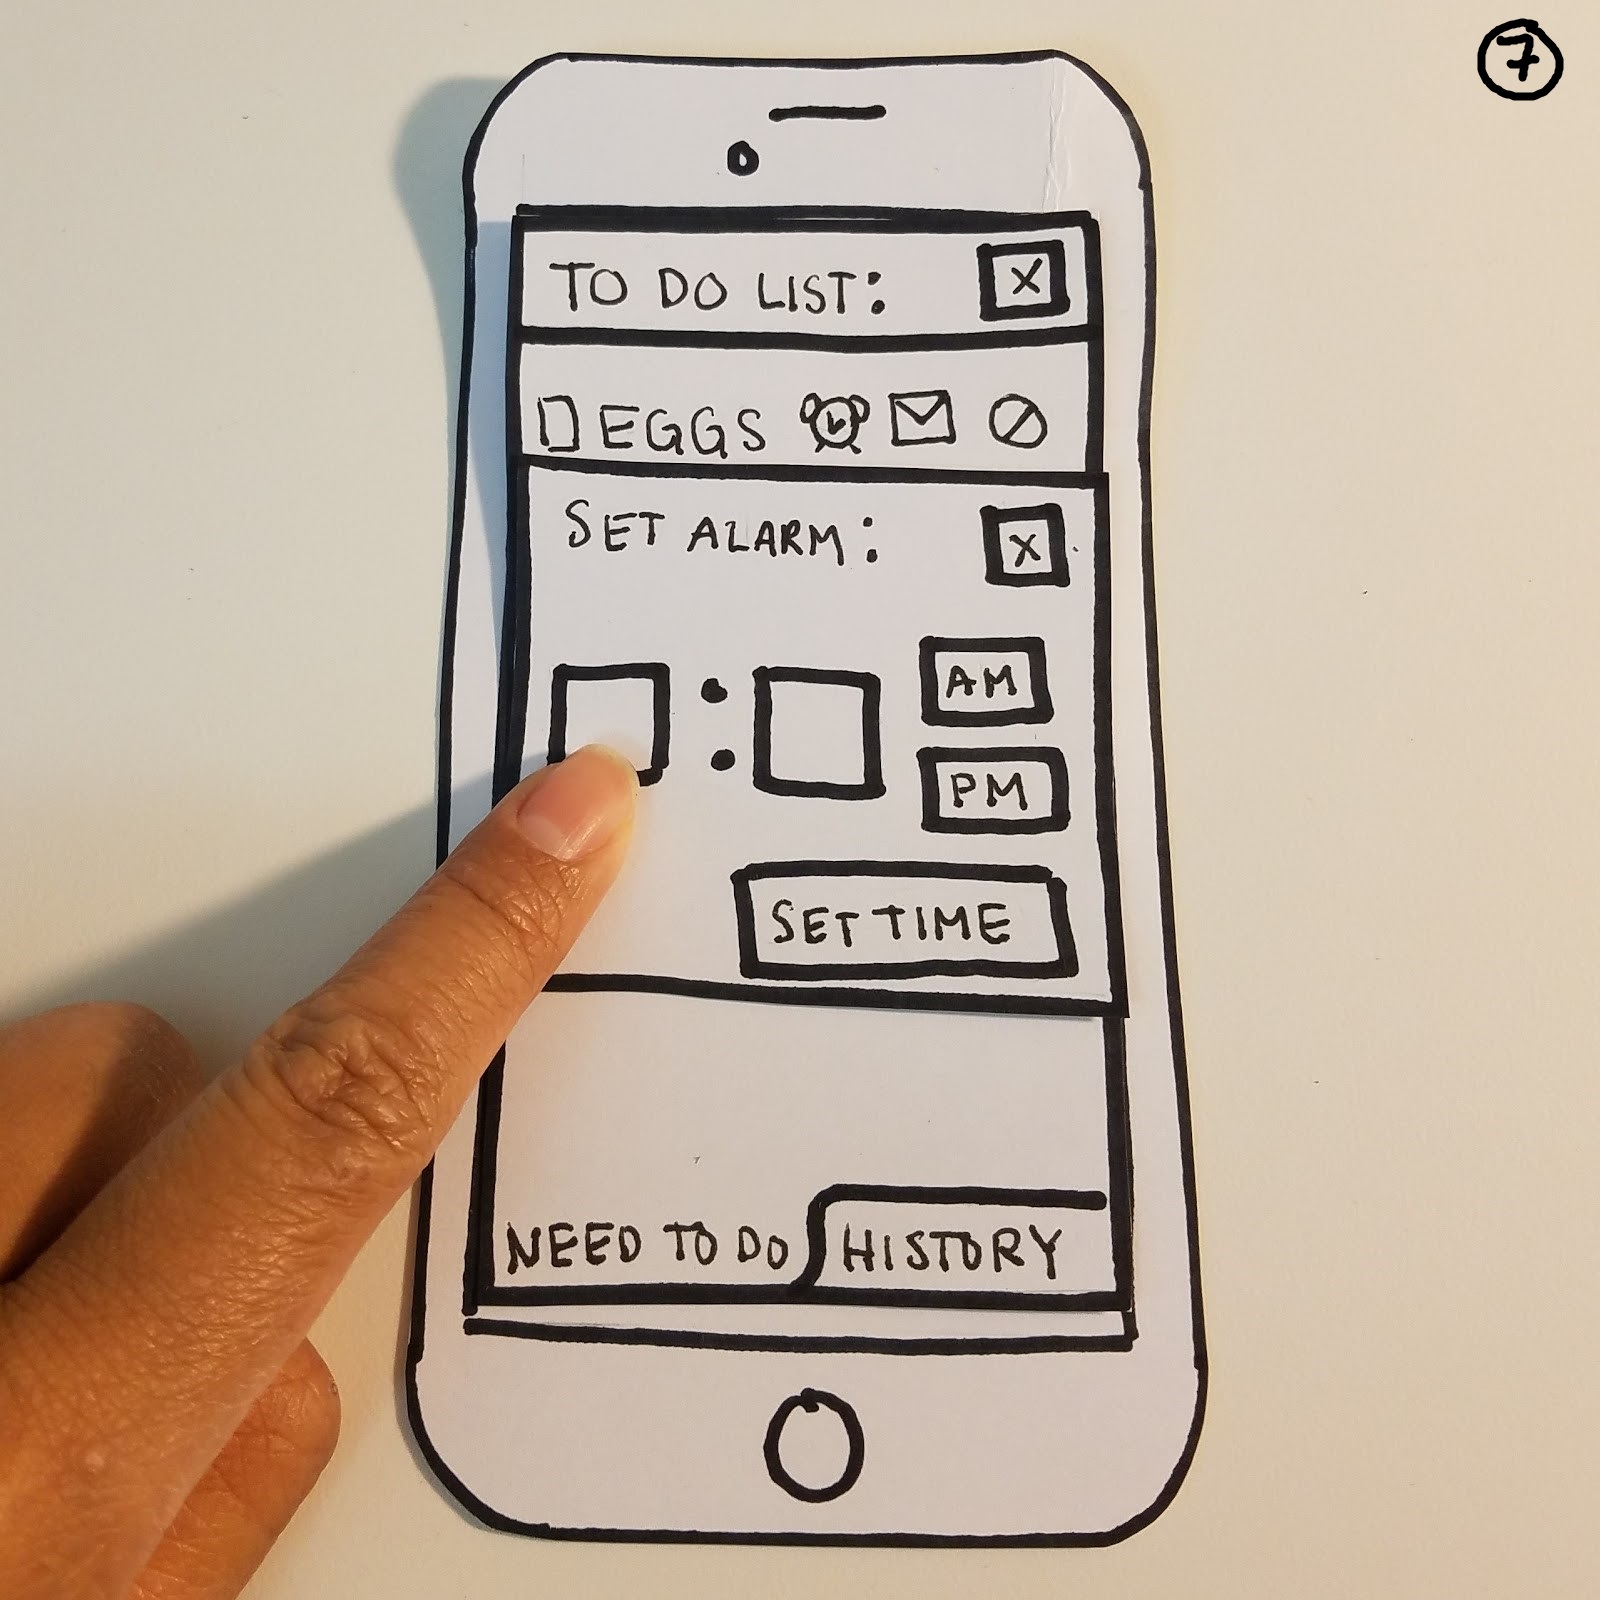 7
TO DO LIST: X
EGGS
SET ALARM: X
: AM
PM
SET TIME
NEED TO DO HISTORY